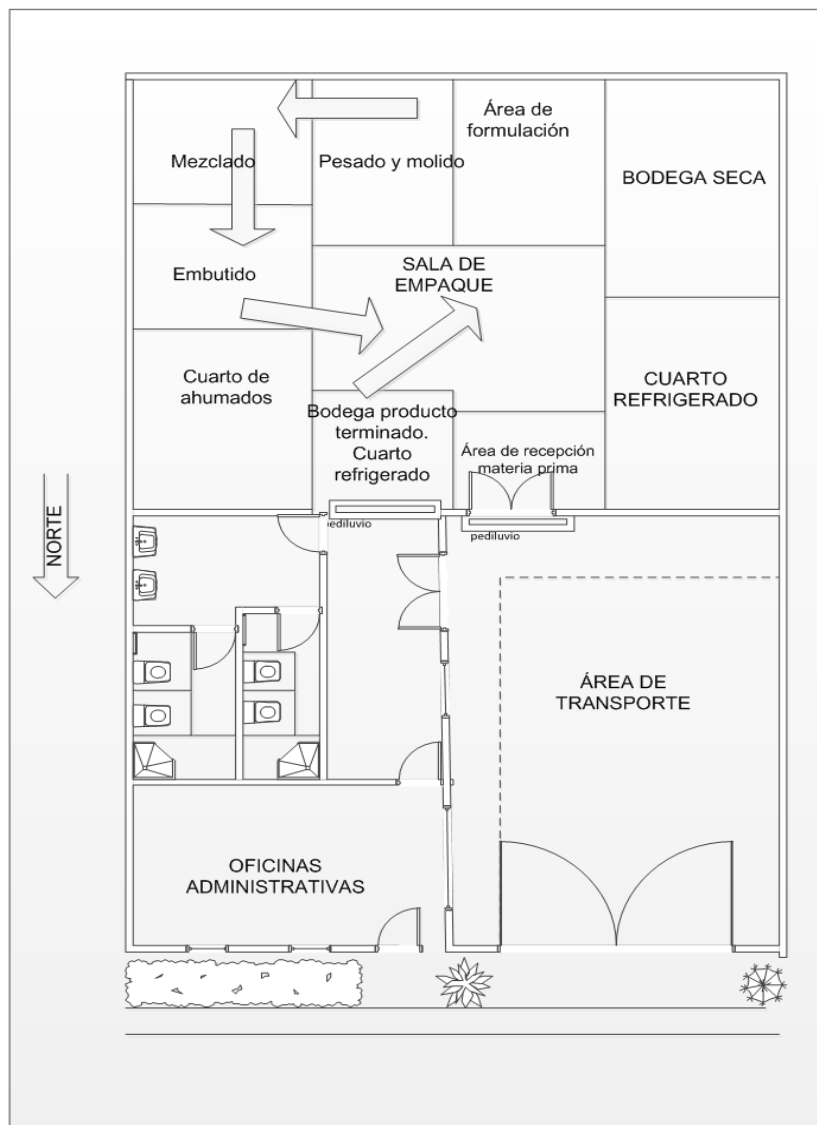 Área de
formulación
Mezclado
Pesado y molido
BODEGA SECA
SALA DE
EMPAQUE
Embutido
Cuarto de
ahumados
CUARTO
REFRIGERADO
Bodega producto
terminado.
Cuarto
refrigerado
Área de recepción
materia prima
pediluvio
pediluvio
NORTE
ÁREA DE
TRANSPORTE
OFICINAS
ADMINISTRATIVAS